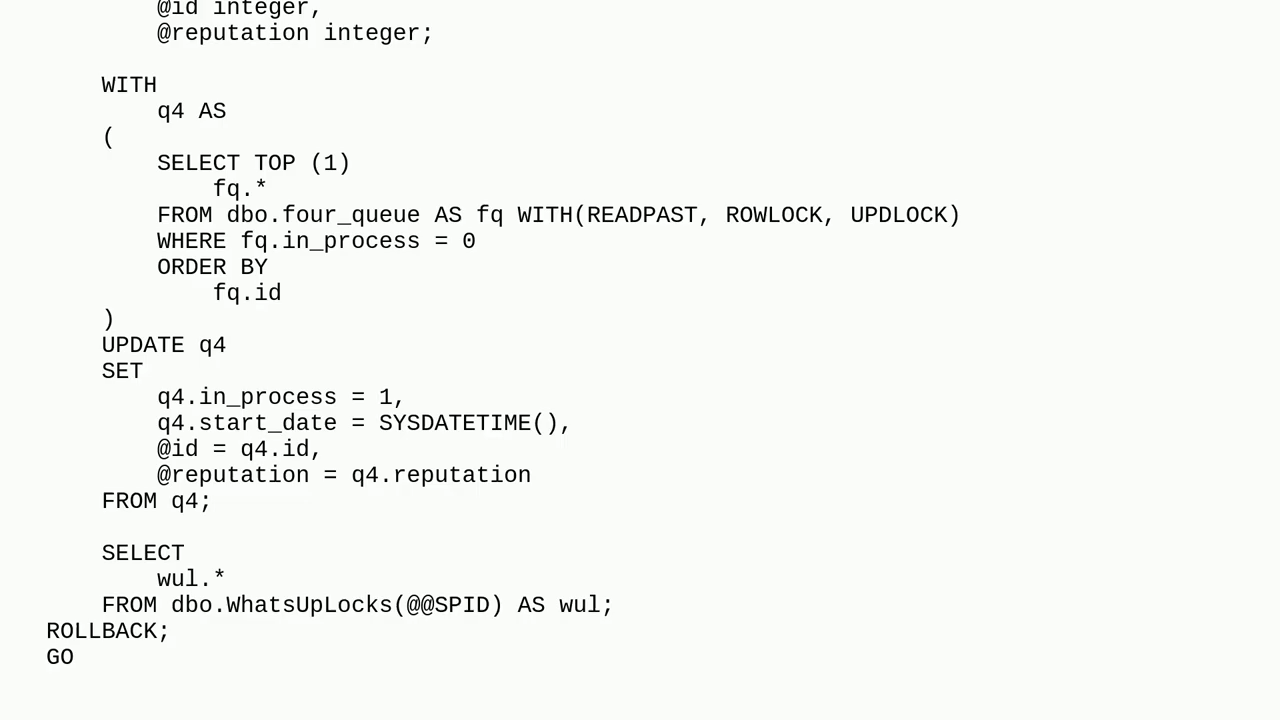 @id integer,
@reputation integer;
WITH
q4 AS
(
SELECT TOP (1)
fq.*
FROM dbo.four_queue AS fq WITH(READPAST, ROWLOCK, UPDLOCK)
WHERE fq.in_process = 0
ORDER BY
fq.id
)
UPDATE q4
SET
q4.in_process = 1,
q4.start_date = SYSDATETIME(),
@id = q4.id,
@reputation = q4.reputation
FROM q4;
SELECT
wul.*
FROM dbo.WhatsUpLocks(@@SPID) AS wul;
ROLLBACK;
GO